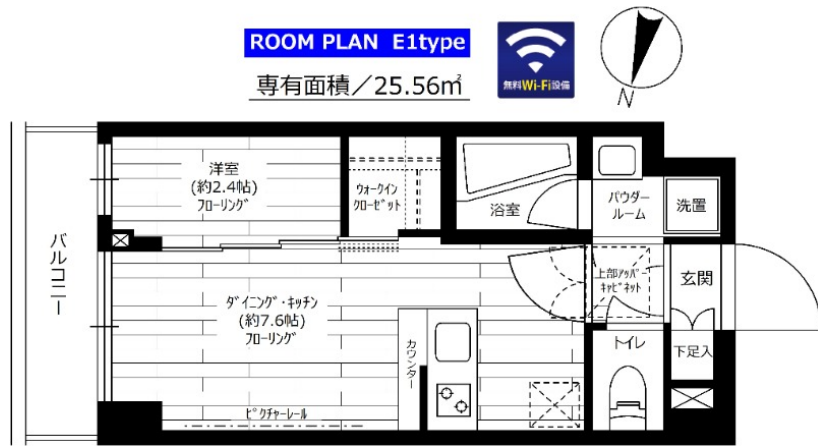 ROOM PLAN E1type
専有面積／25.56㎡
無料Wi-Fi設備
N
洋室
(約2.4帖)
フローリング
ウォークイン
クローゼット
浴室
パウダー
ルーム
洗置
バルコニー
ダイニング・キッチン
(約7.6帖)
フローリング
カウンター
上部アッパー
キャビネット
玄関
トイレ
下足入
ピクチャーレール